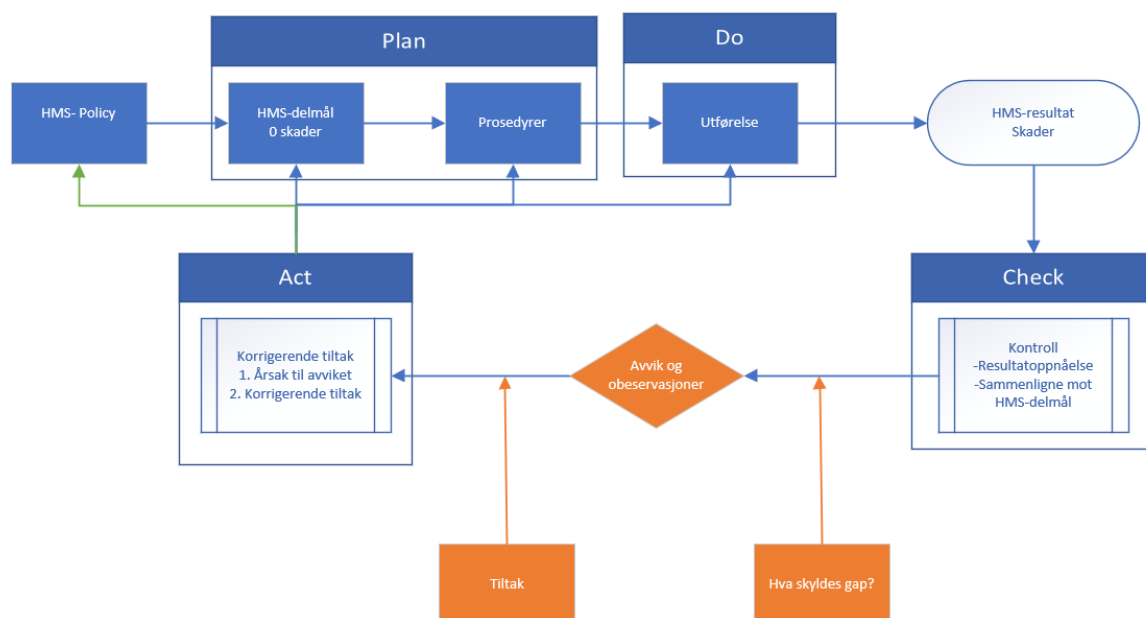 Plan
Do
HMS- Policy
HMS-delmål
0 skader
Prosedyrer
Utførelse
HMS-resultat
Skader
Act
Check
Korrigerende tiltak
1. Årsak til avviket
2. Korrigerende tiltak
Avvik og
obeservasjoner
Kontroll
-Resultatoppnåelse
-Sammenligne mot
HMS-delmål
Tiltak
Hva skyldes gap?